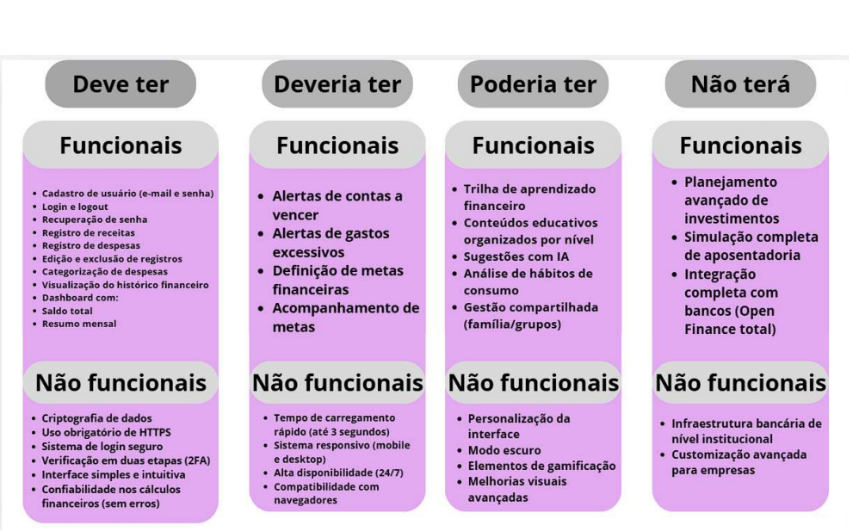 Deve ter
Funcionais
• Cadastro de usuário (e-mail e senha)
• Login e logout
• Recuperação de senha
• Registro de receitas
• Registro de despesas
• Edição e exclusão de registros
• Categorização de despesas
• Visualização do histórico financeiro
• Dashboard com:
• Saldo total
• Resumo mensal
Não funcionais
• Criptografia de dados
• Uso obrigatório de HTTPS
• Sistema de login seguro
• Verificação em duas etapas (2FA)
• Interface simples e intuitiva
• Confiabilidade nos cálculos
financeiros (sem erros)
Deveria ter
Funcionais
• Alertas de contas a
vencer
• Alertas de gastos
excessivos
• Definição de metas
financeiras
• Acompanhamento de
metas
Não funcionais
• Tempo de carregamento
rápido (até 3 segundos)
• Sistema responsivo (mobile
e desktop)
• Alta disponibilidade (24/7)
• Compatibilidade com
navegadores
Poderia ter
Funcionais
• Trilha de aprendizado
financeiro
• Conteúdos educativos
organizados por nível
• Sugestões com IA
• Análise de hábitos de
consumo
• Gestão compartilhada
(família/grupos)
Não funcionais
• Personalização da
interface
• Modo escuro
• Elementos de gamificação
• Melhorias visuais
avançadas
Não terá
Funcionais
• Planejamento
avançado de
investimentos
• Simulação completa
de aposentadoria
• Integração
completa com
bancos (Open
Finance total)
Não funcionais
• Infraestrutura bancária de
nível institucional
• Customização avançada
para empresas